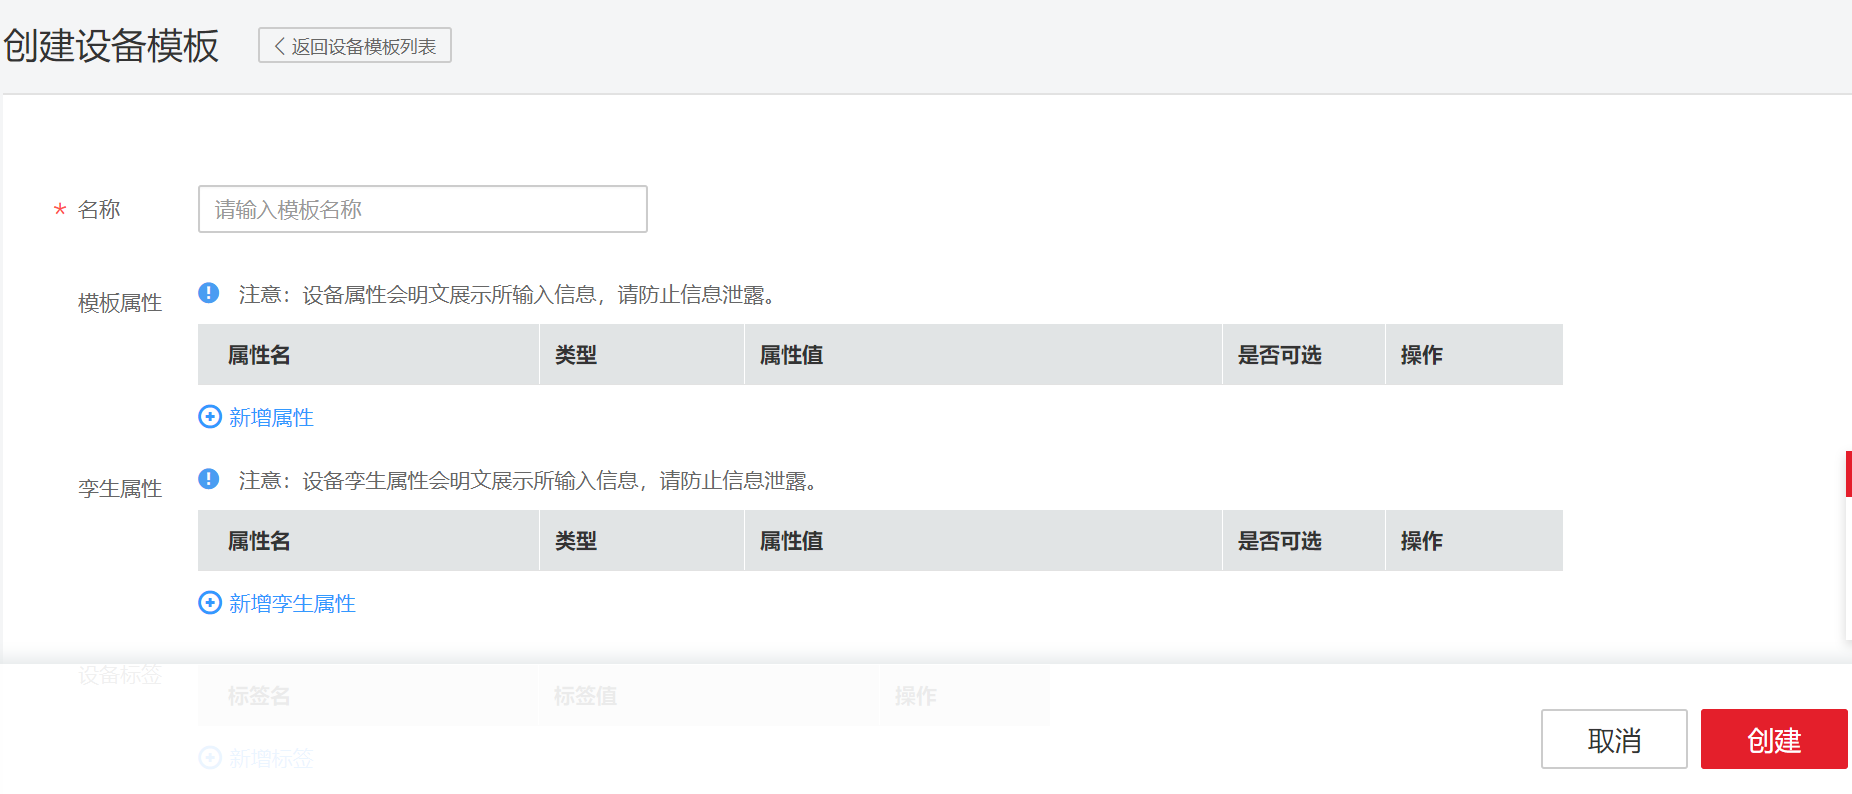 创建设备模板
返回设备模板列表
* 名称
请输入模板名称
模板属性
注意：设备属性会明文展示所输入信息，请防止信息泄露。
属性名 类型 属性值 是否可选 操作
新增属性
孪生属性
注意：设备孪生属性会明文展示所输入信息，请防止信息泄露。
属性名 类型 属性值 是否可选 操作
新增孪生属性
设备标签
标签名 标签值 操作
新增标签
取消 创建